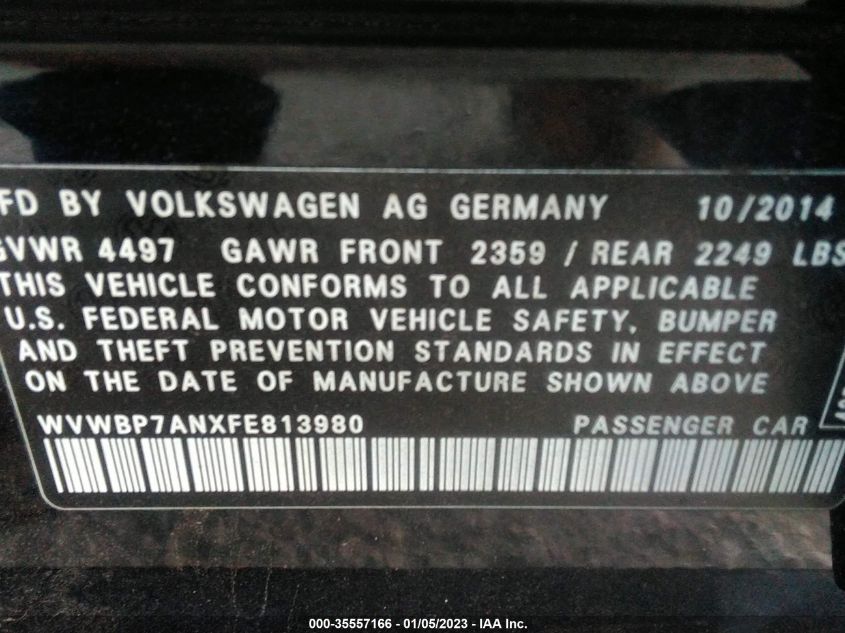 FD BY VOLKSWAGEN AG GERMANY 10/2014
GVWR 4497 GAWR FRONT 2359 / REAR 2249 LBS
THIS VEHICLE CONFORMS TO ALL APPLICABLE
U.S. FEDERAL MOTOR VEHICLE SAFETY, BUMPER
AND THEFT PREVENTION STANDARDS IN EFFECT
ON THE DATE OF MANUFACTURE SHOWN ABOVE
WVWBP7ANXFE813980 PASSENGER CAR
000-35557166 - 01/05/2023 - IAA Inc.